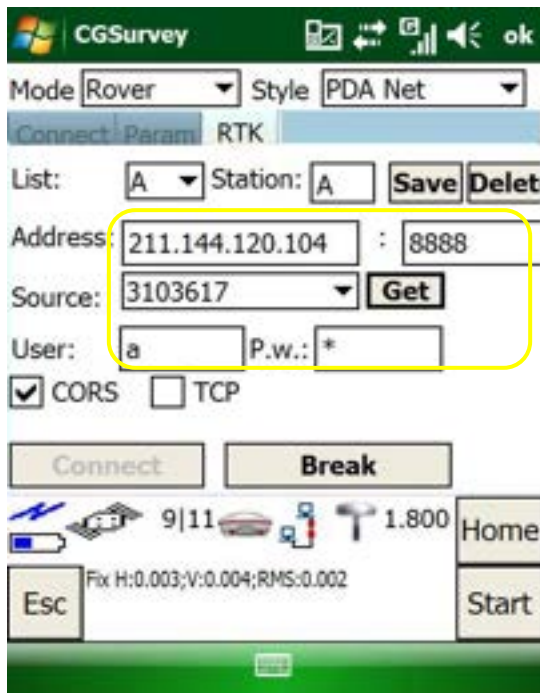 CGSurvey G ok
Mode Rover Style PDA Net
Connect Param RTK
List: A Station: A Save Delet
Address: 211.144.120.104 : 8888
Source: 3103617 Get
User: a P.w.: *
CORS TCP
Connect Break
9|11 1.800 Home
Esc Fix H:0.003;V:0.004;RMS:0.002 Start